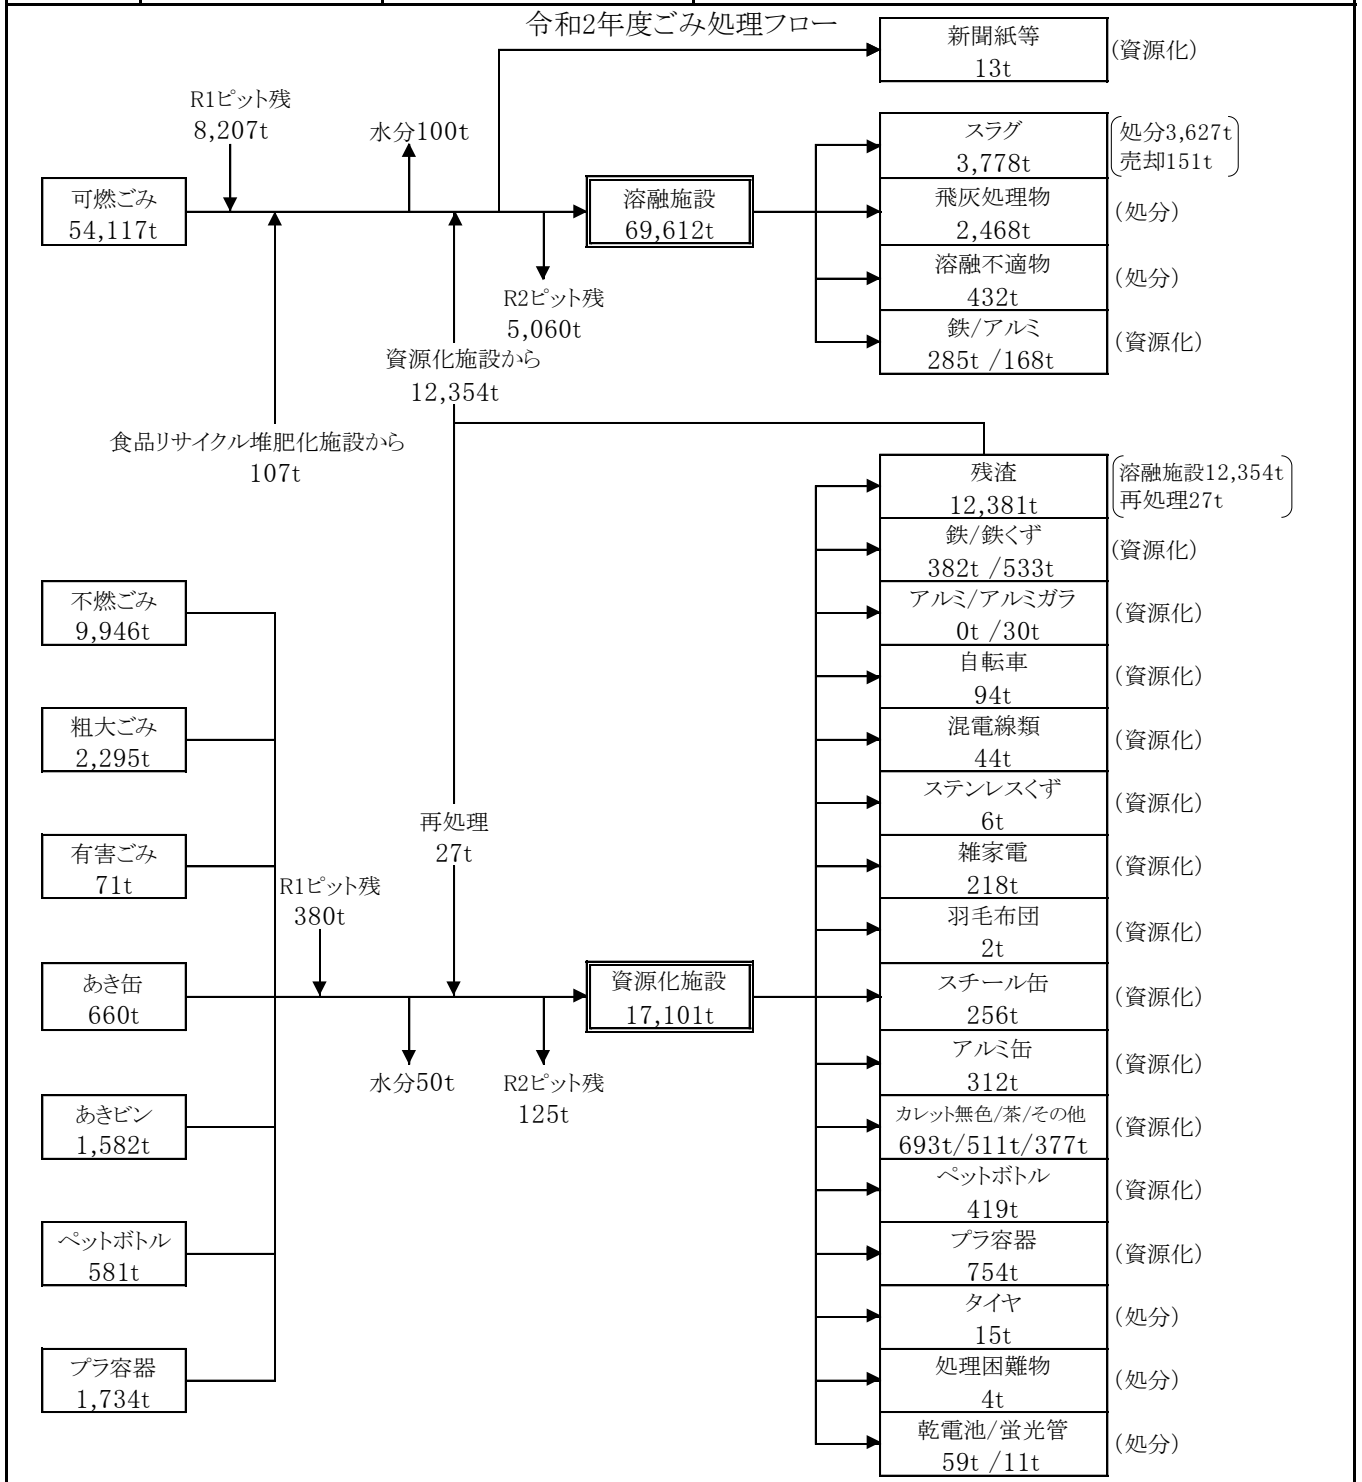 令和2年度ごみ処理フロー
新聞紙等
13t
(資源化)
R1ピット残
8,207t
水分100t
可燃ごみ
54,117t
溶融施設
69,612t
スラグ
3,778t
処分3,627t
売却151t
飛灰処理物
2,468t
(処分)
溶融不適物
432t
(処分)
鉄/アルミ
285t /168t
(資源化)
R2ピット残
5,060t
資源化施設から
12,354t
食品リサイクル堆肥化施設から
107t
残渣
12,381t
溶融施設12,354t
再処理27t
鉄/鉄くず
382t /533t
(資源化)
不燃ごみ
9,946t
アルミ/アルミガラ
0t /30t
(資源化)
自転車
94t
(資源化)
粗大ごみ
2,295t
混電線類
44t
(資源化)
ステンレスくず
6t
(資源化)
再処理
27t
有害ごみ
71t
雑家電
218t
(資源化)
R1ピット残
380t
羽毛布団
2t
(資源化)
あき缶
660t
資源化施設
17,101t
スチール缶
256t
(資源化)
水分50t
R2ピット残
125t
アルミ缶
312t
(資源化)
あきビン
1,582t
カレット無色/茶/その他
693t/511t/377t
(資源化)
ペットボトル
419t
(資源化)
ペットボトル
581t
プラ容器
754t
(資源化)
タイヤ
15t
(処分)
プラ容器
1,734t
処理困難物
4t
(処分)
乾電池/蛍光管
59t /11t
(処分)